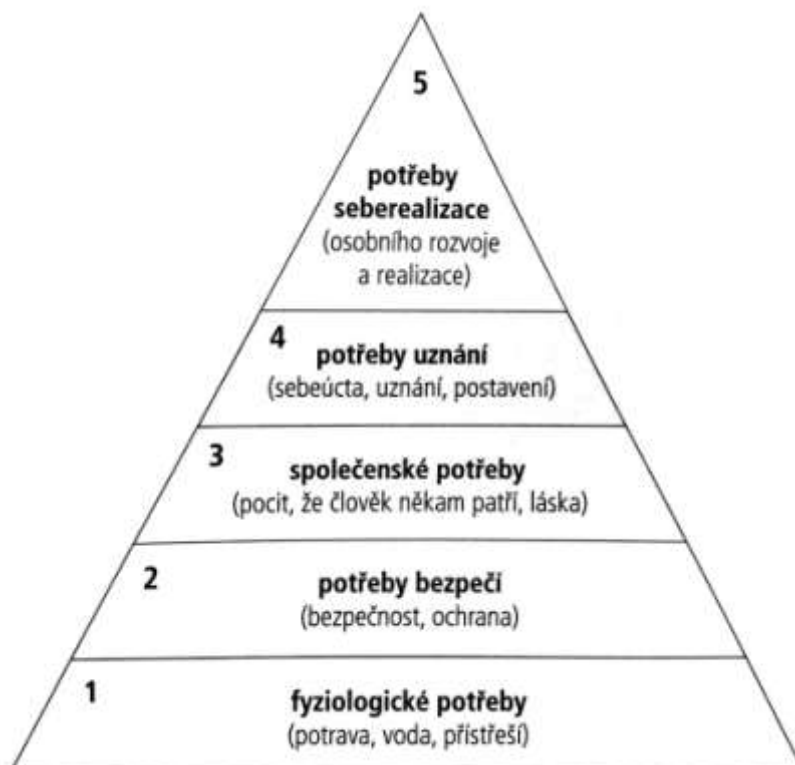 5
potřeby
seberealizace
(osobního rozvoje
a realizace)
4
potřeby uznání
(sebeúcta, uznání, postavení)
3
společenské potřeby
(pocit, že člověk někam patří, láska)
2
potřeby bezpečí
(bezpečnost, ochrana)
1
fyziologické potřeby
(potrava, voda, přístřeší)